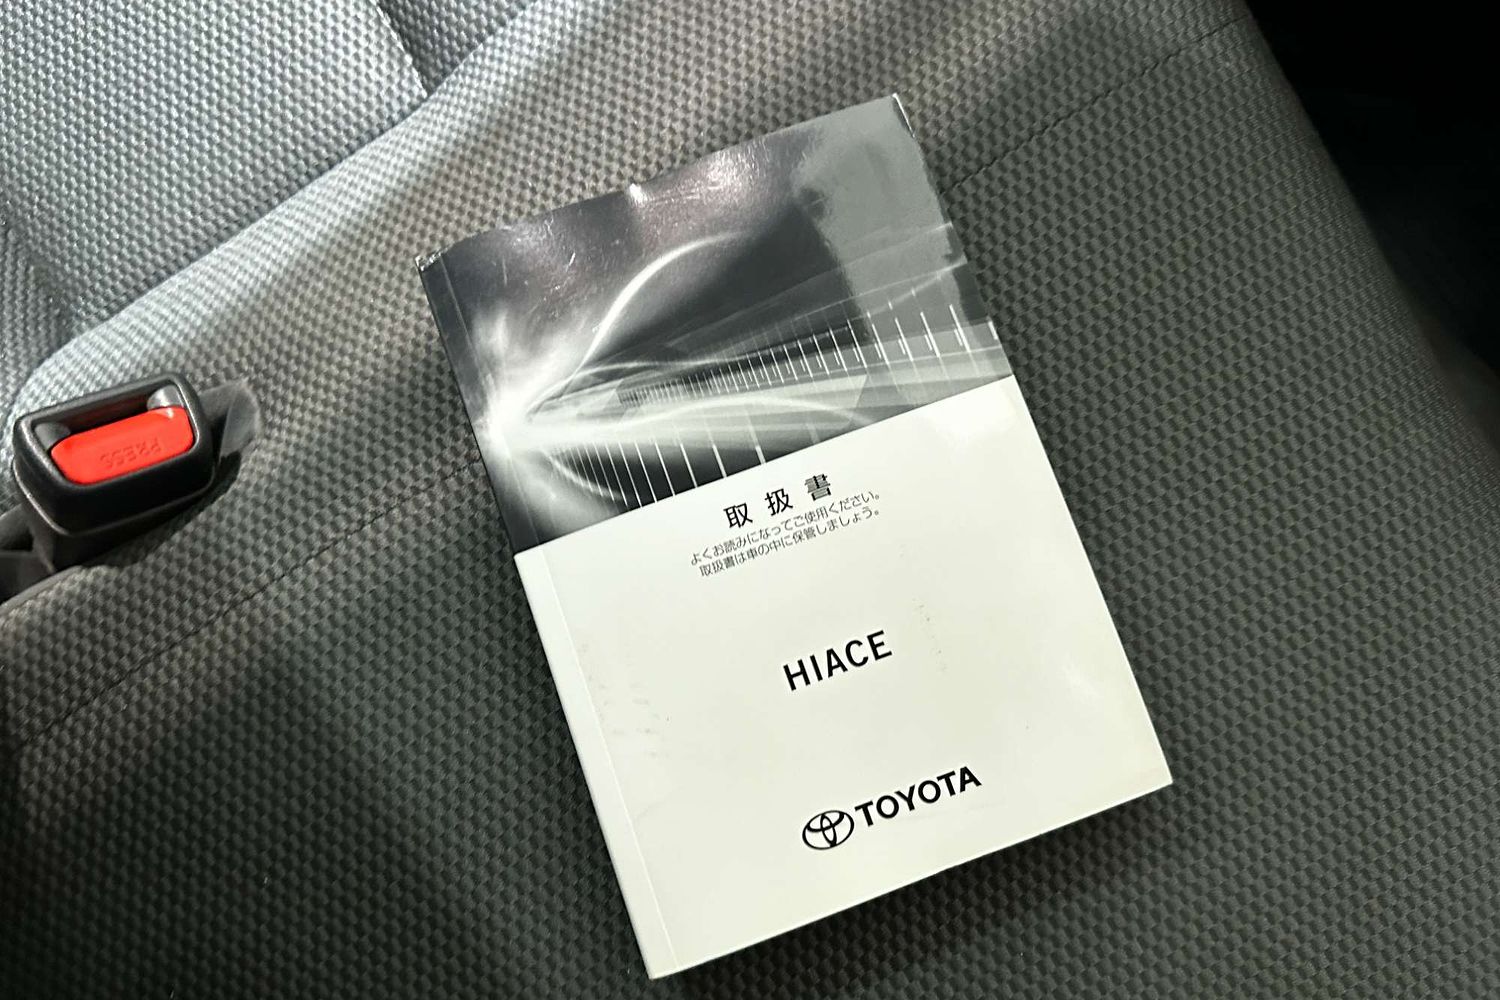 取扱書
よくお読みになってご使用ください。
取扱書は車の中に保管しましょう。
HIACE
TOYOTA
PRESS